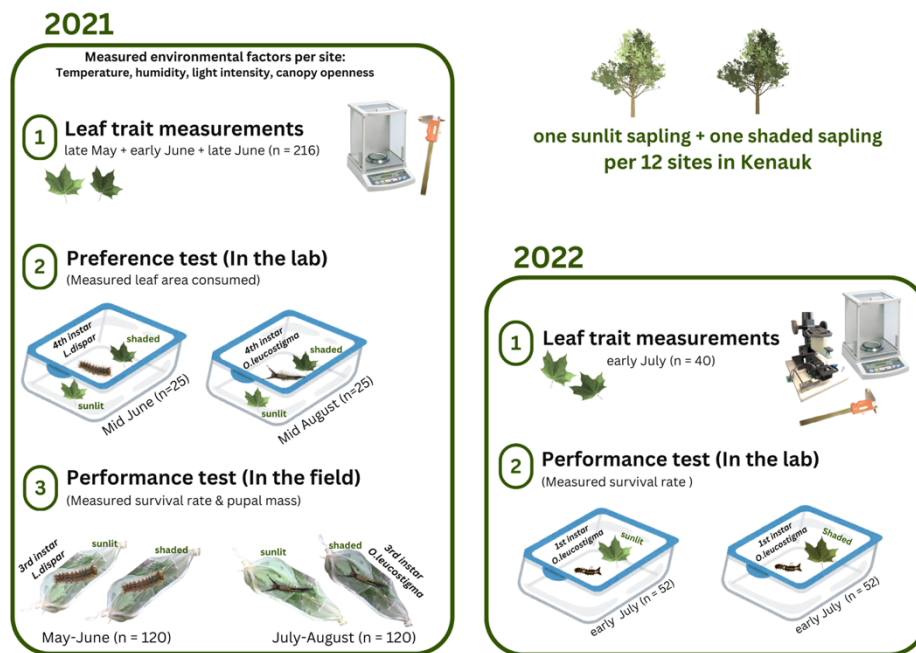 2021
Measured environmental factors per site:
Temperature, humidity, light intensity, canopy openness
1
Leaf trait measurements
late May + early June + late June (n = 216)
2
Preference test (In the lab)
(Measured leaf area consumed)
4th instar
L.dispar
shaded
sunlit
Mid June (n=25)
4th instar
O.leucostigma
shaded
sunlit
Mid August (n=25)
3
Performance test (In the field)
(Measured survival rate & pupal mass)
3rd instar
L.dispar
sunlit
shaded
May-June (n = 120)
sunlit
shaded
3rd instar
O.leucostigma
July-August (n = 120)
one sunlit sapling + one shaded sapling
per 12 sites in Kenauk
2022
1
Leaf trait measurements
early July (n = 40)
2
Performance test (In the lab)
(Measured survival rate )
1st instar
O.leucostigma
sunlit
early July (n = 52)
1st instar
O.leucostigma
Shaded
early July (n = 52)